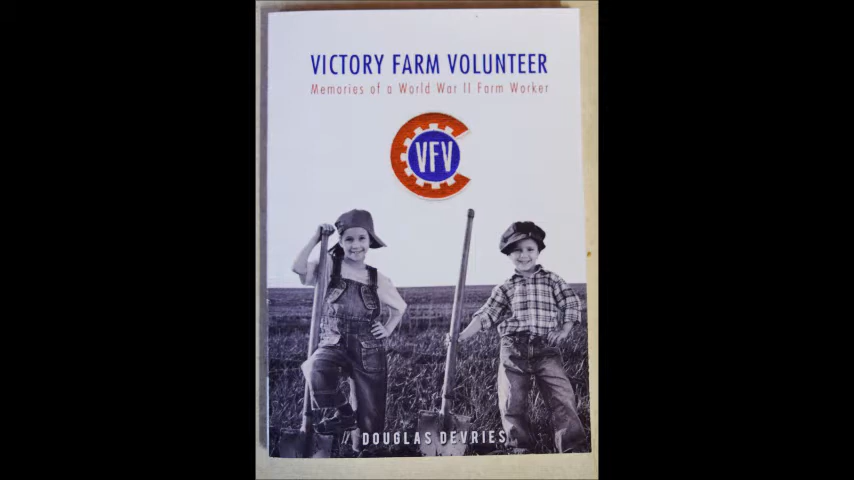 VICTORY FARM VOLUNTEER
Memories of a World War II Farm Worker
VFV
DOUGLAS DEVRIES